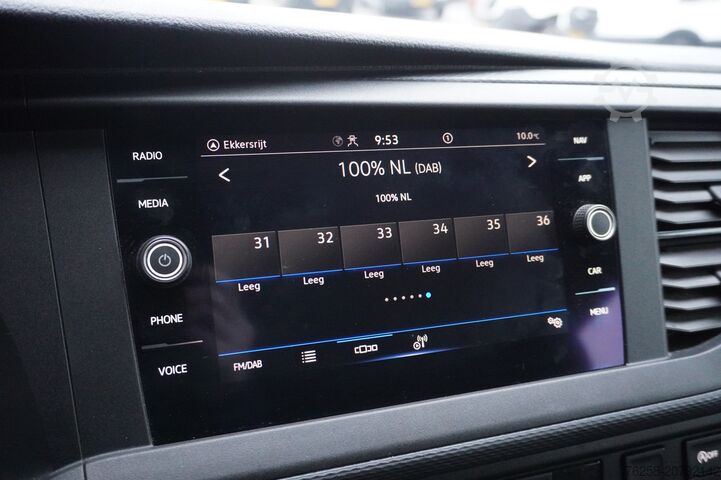 RADIO
MEDIA
PHONE
VOICE
Ekkersrijt
9:53
10.0°C
100% NL (DAB)
100% NL
31 32 33 34 35 36
Leeg Leeg Leeg Leeg Leeg Leeg
FM/DAB
NAV
APP
CAR
MENU
OFF